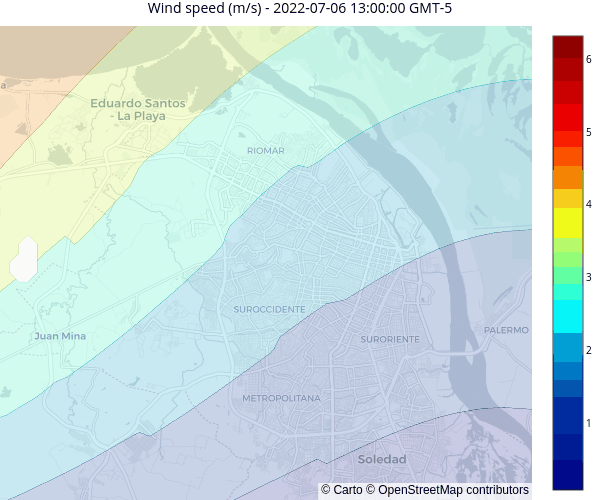 Wind speed (m/s) - 2022-07-06 13:00:00 GMT-5
6
a
Eduardo Santos
- La Playa
5
RIOMAR
4
3
SUROCCIDENTE
Juan Mina
SURORIENTE
PALERMO
2
METROPOLITANA
1
Soledad
© Carto © OpenStreetMap contributors